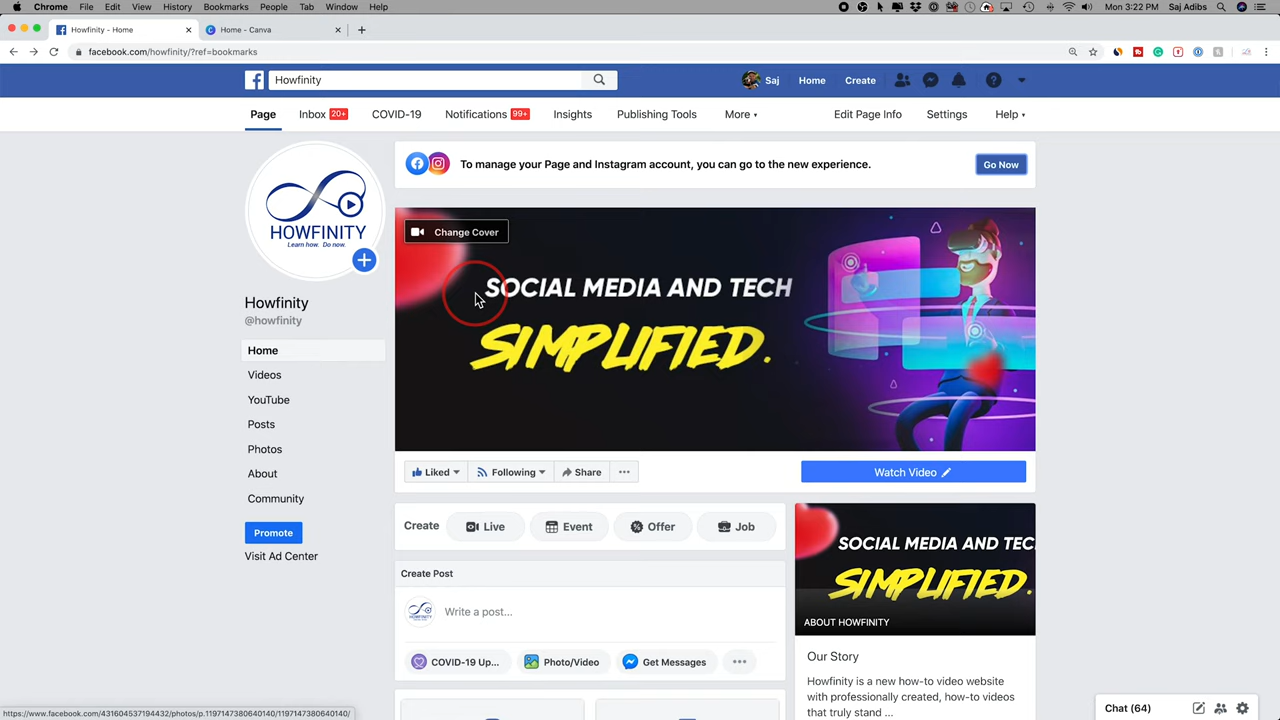 Chrome File Edit View History Bookmarks People Tab Window Help Mon 3:22 PM Saj Adibs
Howfinity - Home Home - Canva
facebook.com/howfinity/?ref=bookmarks
Howfinity Saj Home Create
Page Inbox 20+ COVID-19 Notifications 99+ Insights Publishing Tools More Edit Page Info Settings Help
To manage your Page and Instagram account, you can go to the new experience. Go Now
HOWFINITY
Learn how. Do now.
Change Cover
SOCIAL MEDIA AND TECH
SIMPLIFIED.
Howfinity
@howfinity
Home
Videos
YouTube
Posts
Photos
About
Community
Promote
Visit Ad Center
Liked Following Share Watch Video
Create Live Event Offer Job
Create Post
HOWFINITY
Write a post...
COVID-19 Up... Photo/Video Get Messages
SOCIAL MEDIA AND TEC
SIMPLIFIED.
ABOUT HOWFINITY
Our Story
Howfinity is a new how-to video website
with professionally created, how-to videos
that truly stand ...
Chat (64)
https://www.facebook.com/431604537194432/photos/p.1197147380640140/1197147380640140/